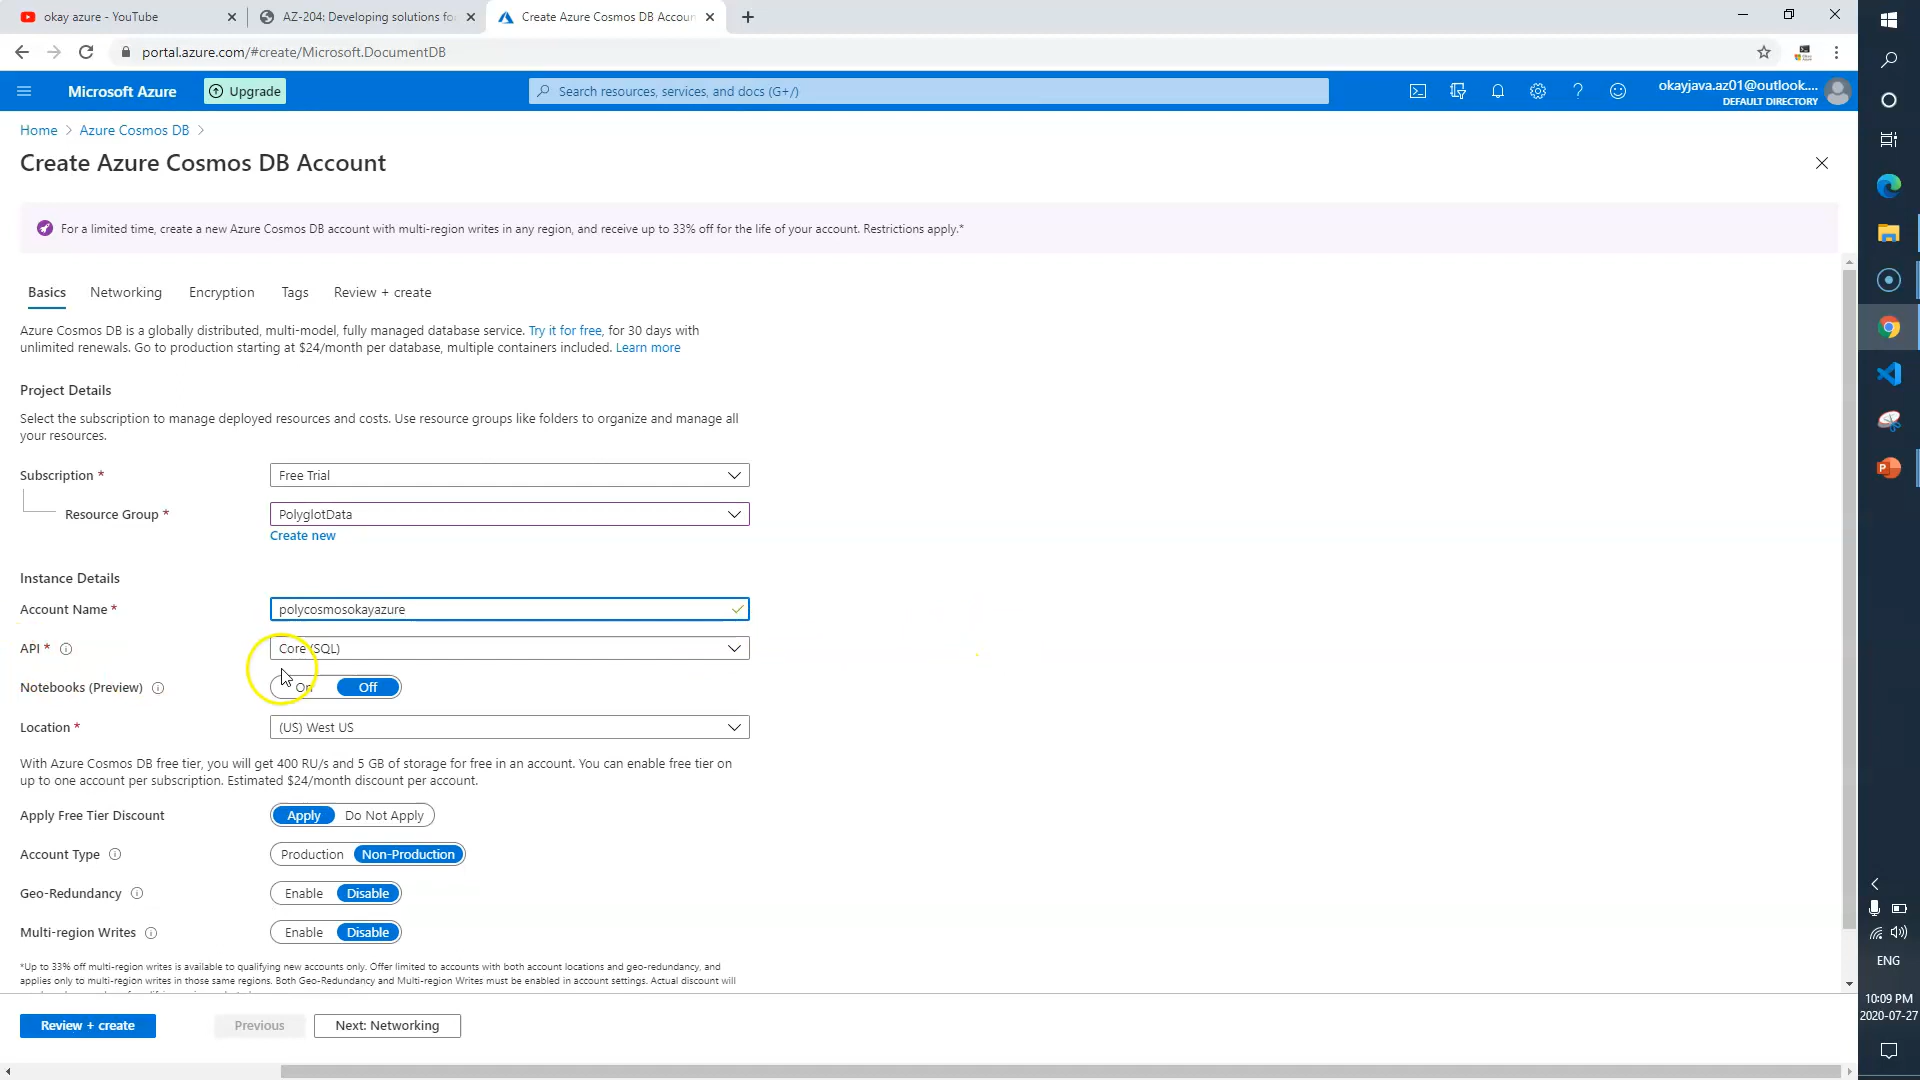 okay azure - YouTube
AZ-204: Developing solutions fo
Create Azure Cosmos DB Accoun
portal.azure.com/#create/Microsoft.DocumentDB
Microsoft Azure
Upgrade
Search resources, services, and docs (G+/)
okayjava.az01@outlook....
DEFAULT DIRECTORY
Home
Azure Cosmos DB
Create Azure Cosmos DB Account
For a limited time, create a new Azure Cosmos DB account with multi-region writes in any region, and receive up to 33% off for the life of your account. Restrictions apply.*
Basics Networking Encryption Tags Review + create
Azure Cosmos DB is a globally distributed, multi-model, fully managed database service. Try it for free, for 30 days with
unlimited renewals. Go to production starting at $24/month per database, multiple containers included. Learn more
Project Details
Select the subscription to manage deployed resources and costs. Use resource groups like folders to organize and manage all
your resources.
Subscription * Free Trial
Resource Group * PolyglotData
Create new
Instance Details
Account Name * polycosmosokayazure
API * Core (SQL)
Notebooks (Preview) On Off
Location * (US) West US
With Azure Cosmos DB free tier, you will get 400 RU/s and 5 GB of storage for free in an account. You can enable free tier on
up to one account per subscription. Estimated $24/month discount per account.
Apply Free Tier Discount Apply Do Not Apply
Account Type Production Non-Production
Geo-Redundancy Enable Disable
Multi-region Writes Enable Disable
*Up to 33% off multi-region writes is available to qualifying new accounts only. Offer limited to accounts with both account locations and geo-redundancy, and
applies only to multi-region writes in those same regions. Both Geo-Redundancy and Multi-region Writes must be enabled in account settings. Actual discount will
Review + create Previous Next: Networking
ENG
10:09 PM
2020-07-27